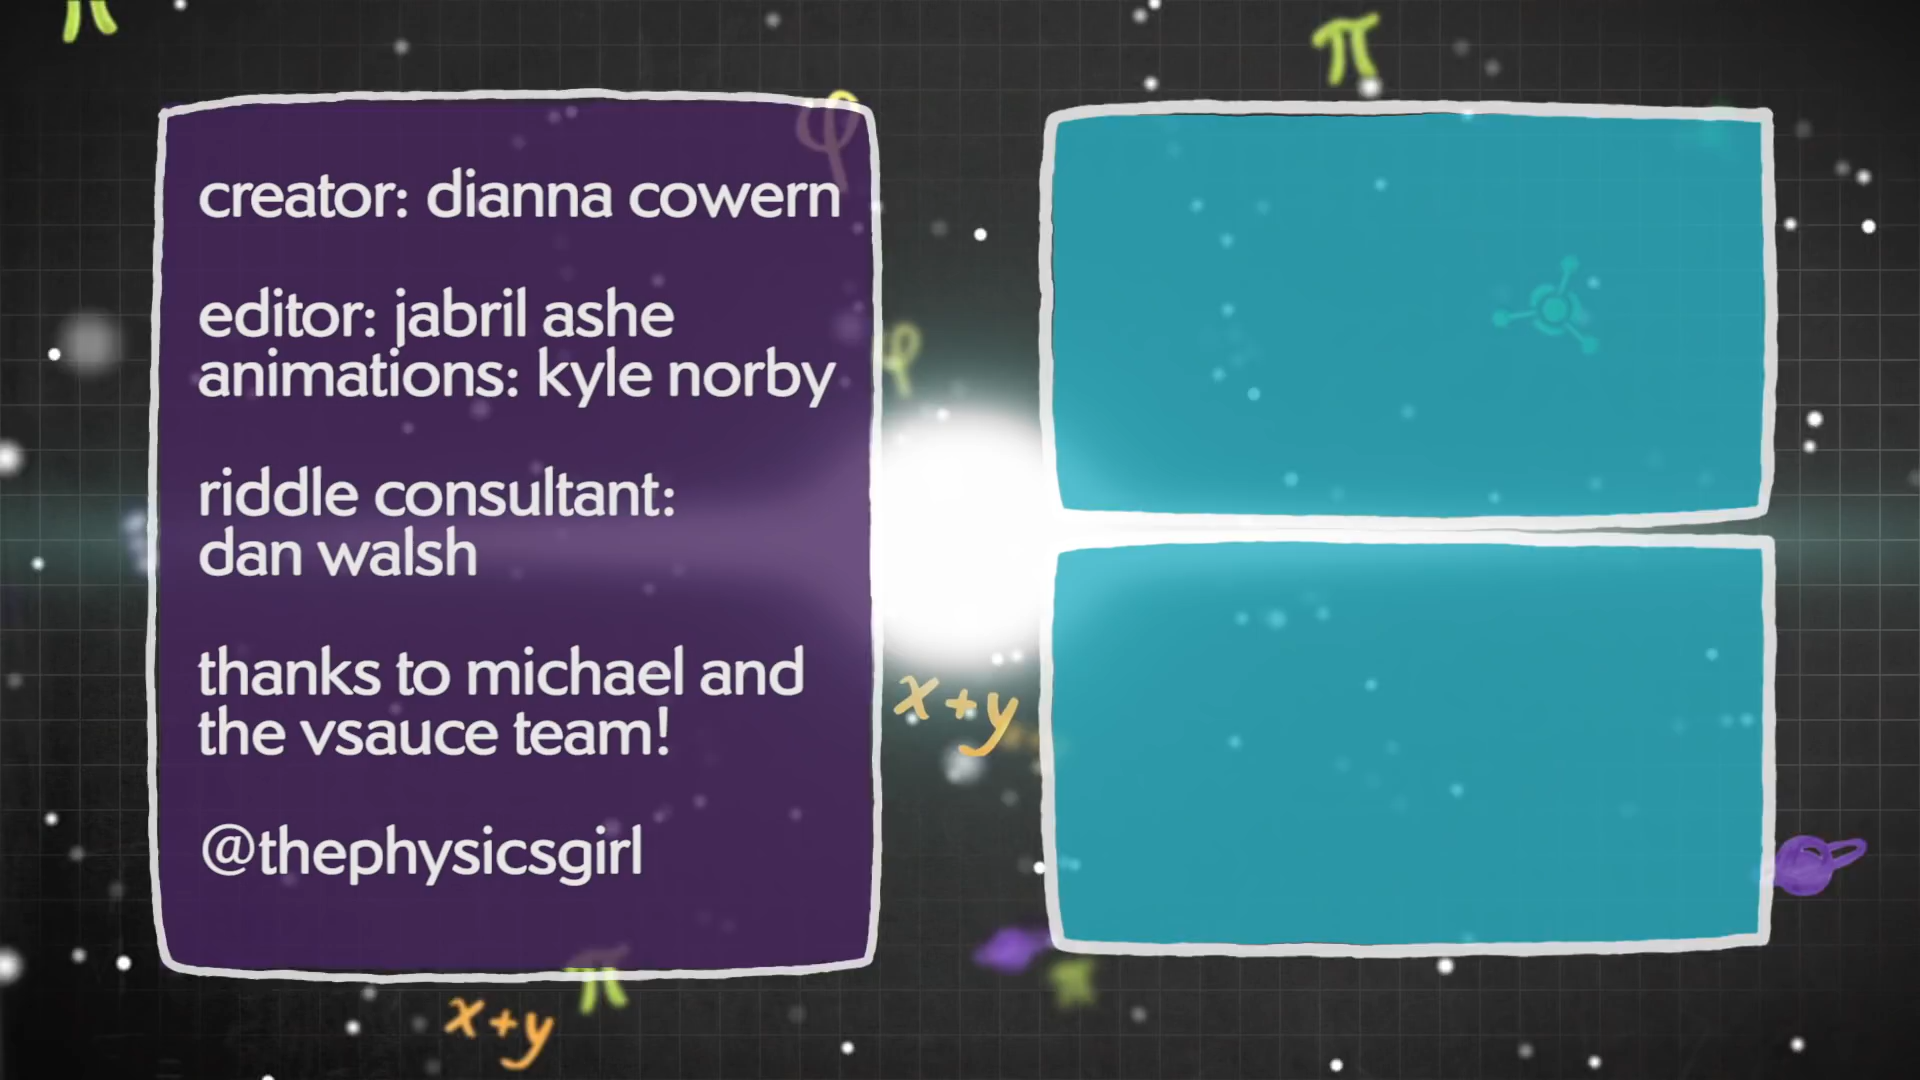 π
π
φ
creator: dianna cowern
editor: jabril ashe
φ
animations: kyle norby
riddle consultant:
dan walsh
thanks to michael and
x+y
the vsauce team!
@thephysicsgirl
π
π
x+y